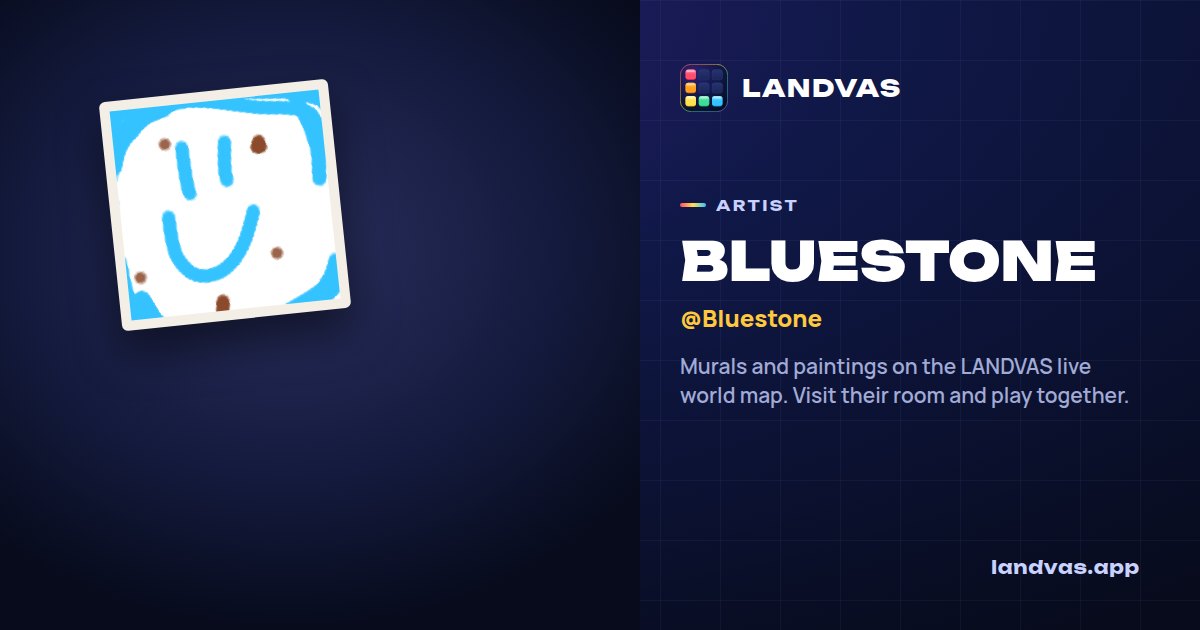 LANDVAS
ARTIST
BLUESTONE
@Bluestone
Murals and paintings on the LANDVAS live
world map. Visit their room and play together.
landvas.app